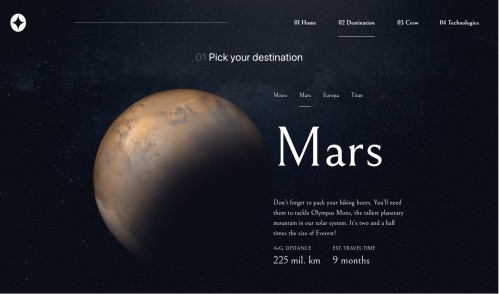 01 Home
02 Destination
03 Crew
04 Technologies
01 Pick your destination
Moon
Mars
Europa
Titan
Mars
Don't forget to pack your hiking boots. You'll need
them to tackle Olympus Mons, the tallest planetary
mountain in our solar system. It's two and a half
times the size of Everest!
AvG. DISTANCE
EST. TRAVEL TIME
225 mil. km
9 months